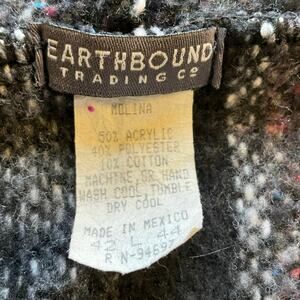 EARTHBOUND
TRADING CO
MOLINA
50% ACRYLIC
40% POLYESTER
10% COTTON
MACHINE OR HAND
WASH COOL TUMBLE
DRY COOL
MADE IN MEXICO
42 L 44
R N-94697